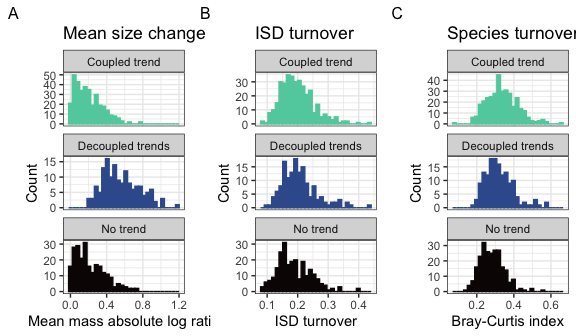 A
B
C
Mean size change
ISD turnover
Species turnover
Coupled trend
Coupled trend
Coupled trend
50
40
30
20
10
0
30
20
10
0
40
30
20
10
0
Decoupled trends
Decoupled trends
Decoupled trends
15
10
5
0
15
10
5
0
15
10
5
0
Count
Count
Count
No trend
No trend
No trend
30
20
10
0
30
20
10
0
30
20
10
0
0.0 0.4 0.8 1.2
0.1 0.2 0.3 0.4
0.2 0.4 0.6
Mean mass absolute log rati
ISD turnover
Bray-Curtis index